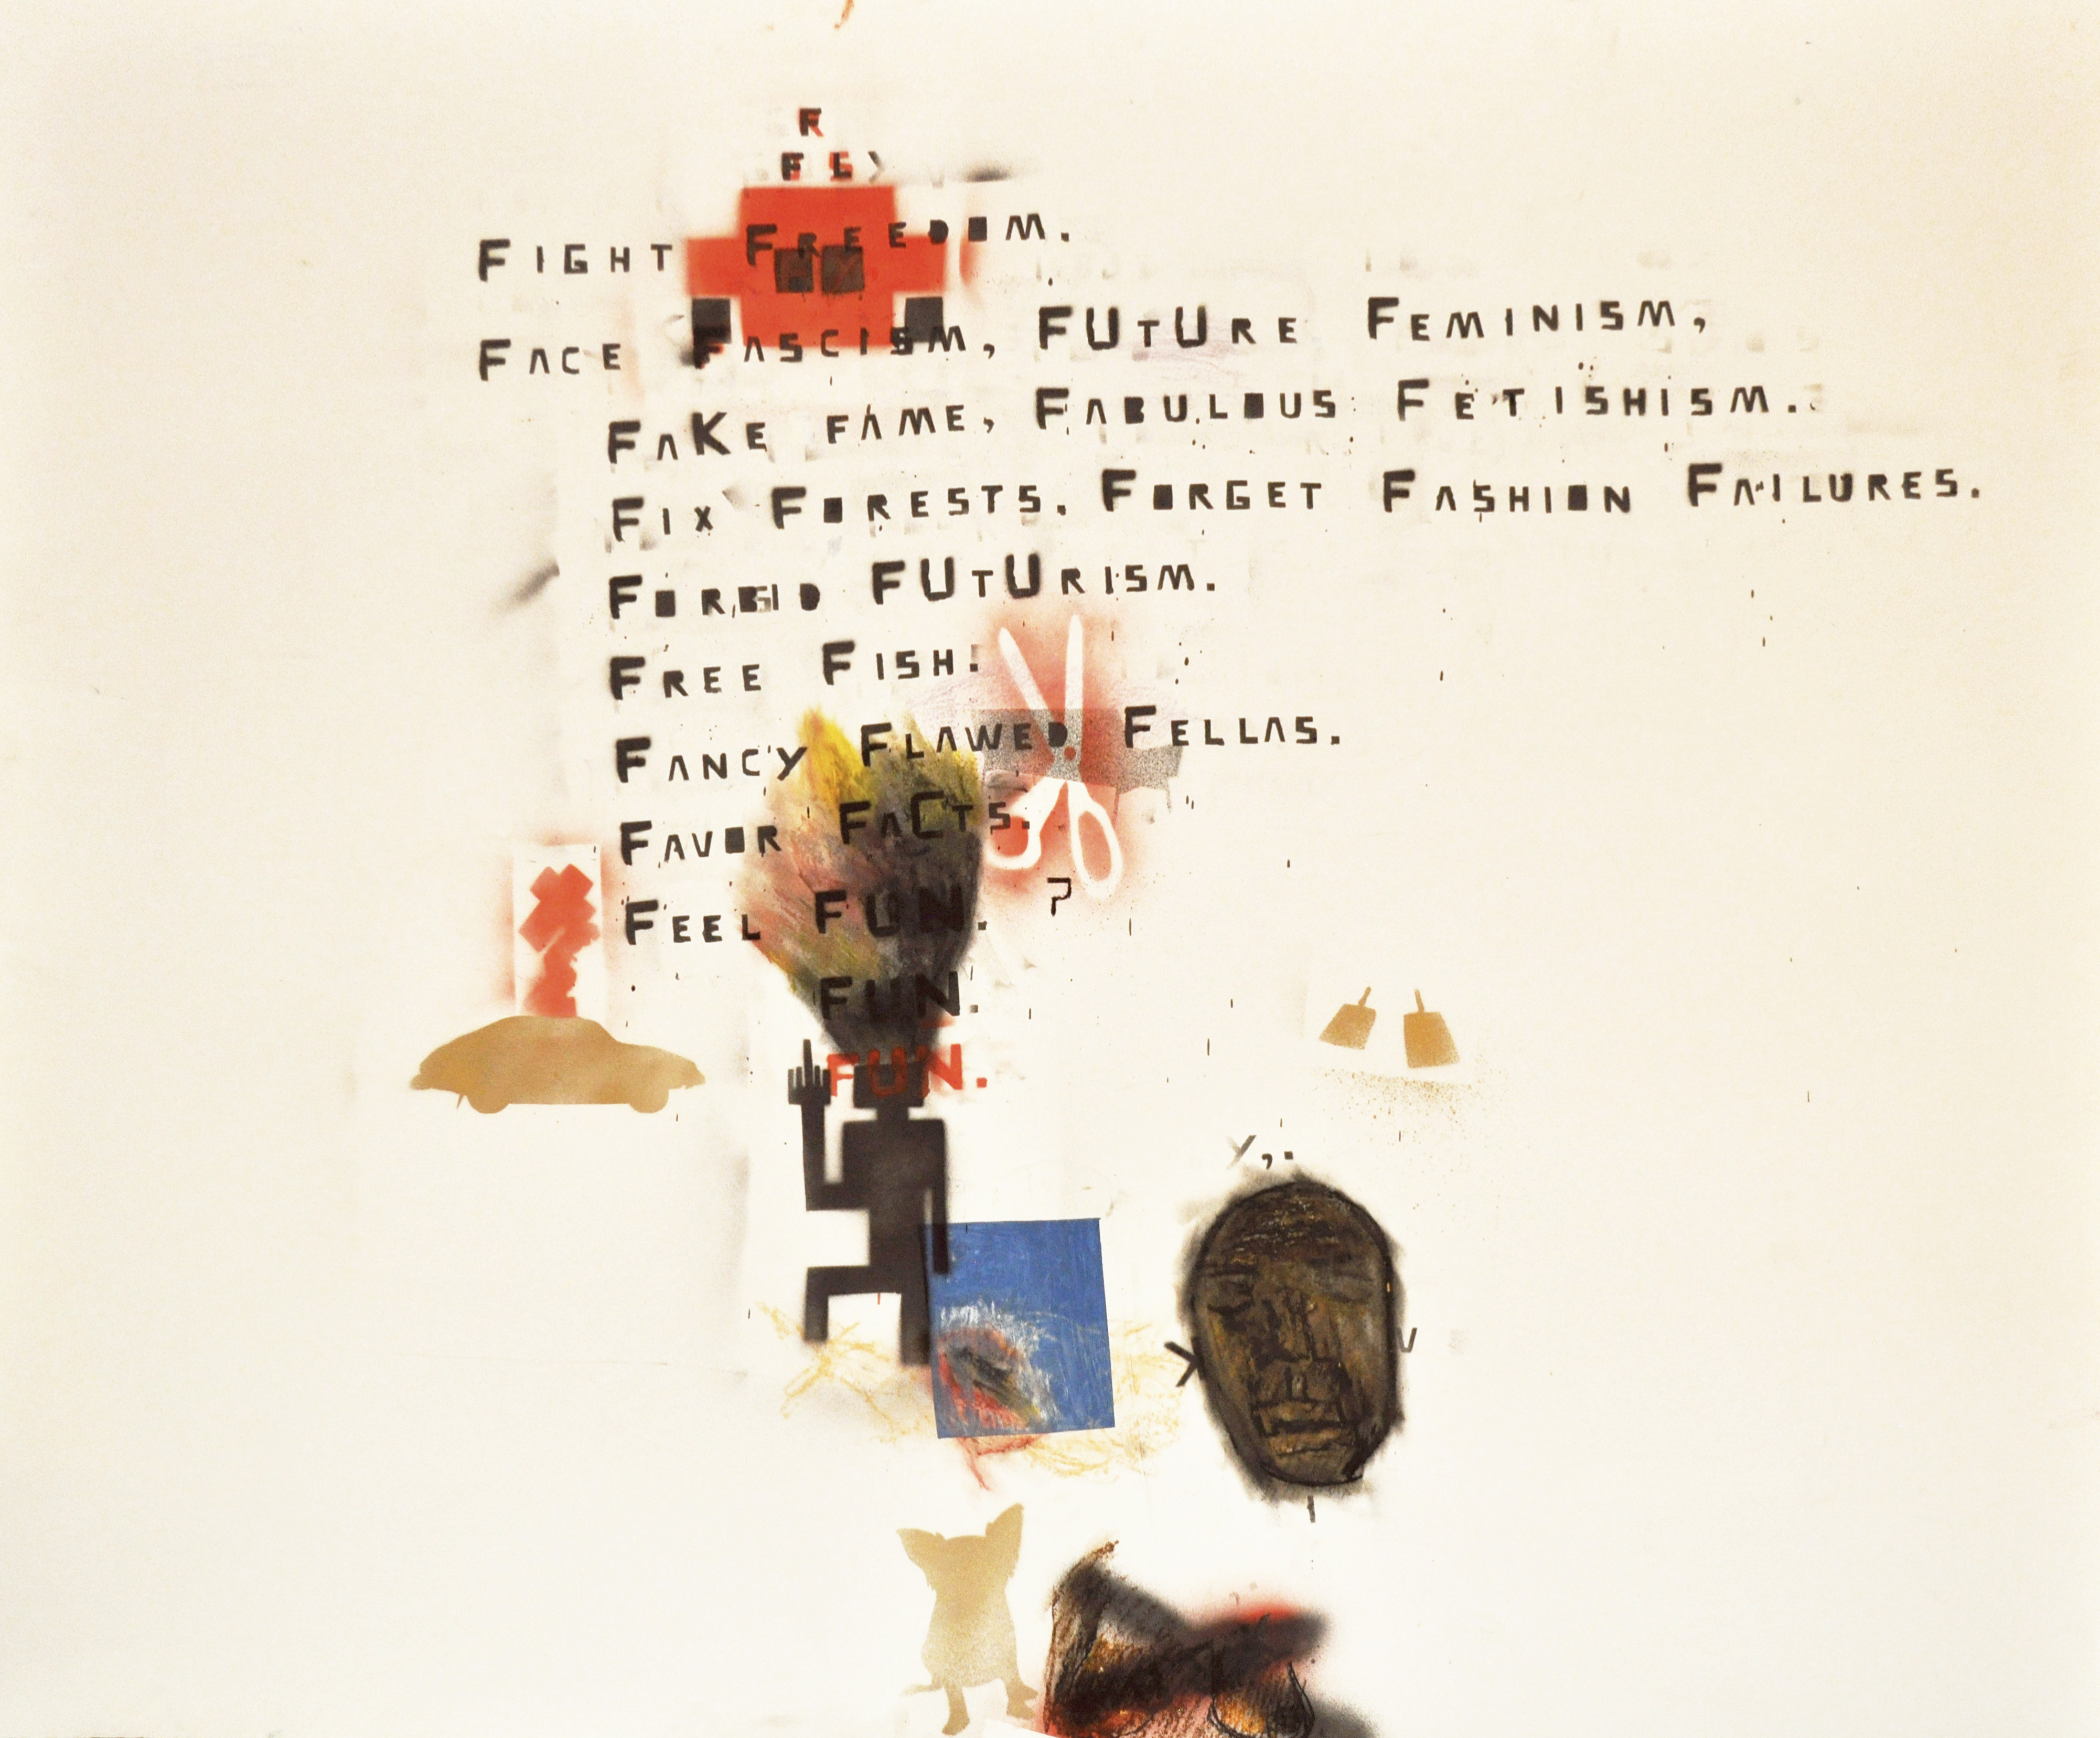 R
F L Y
FIGHT FREEDOM.
FACE FASCISM, FUTURE FEMINISM,
FAKE FAME, FABULOUS FETISHISM.
FIX FORESTS. FORGET FASHION FAILURES.
FORBID FUTURISM.
FREE FISH.
FANCY FLAWED FELLAS.
FAVOR FACTS.
FEEL FUN. ?
FUN.
FUN.
Y,.
Y V